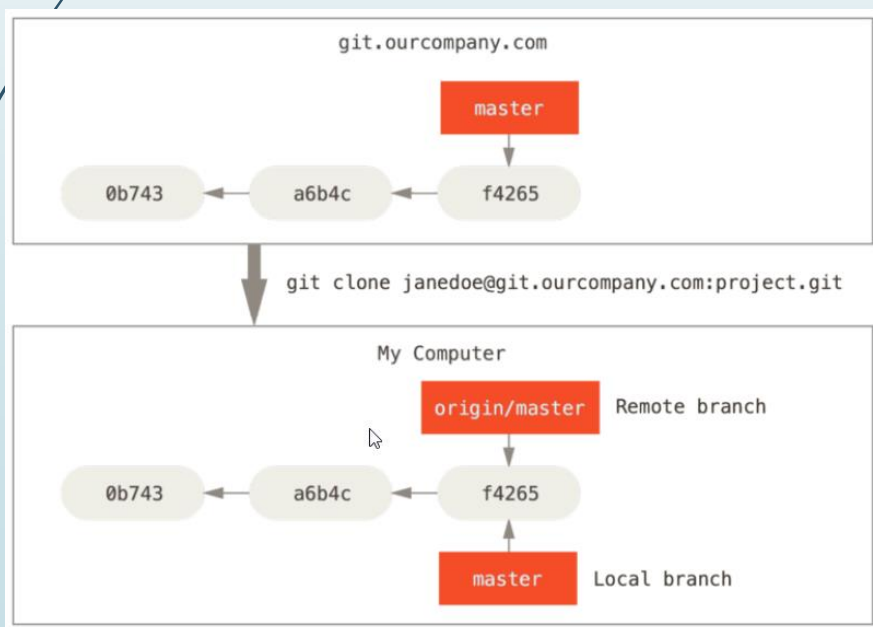 git.ourcompany.com
master
0b743 a6b4c f4265
git clone janedoe@git.ourcompany.com:project.git
My Computer
origin/master Remote branch
0b743 a6b4c f4265
master Local branch